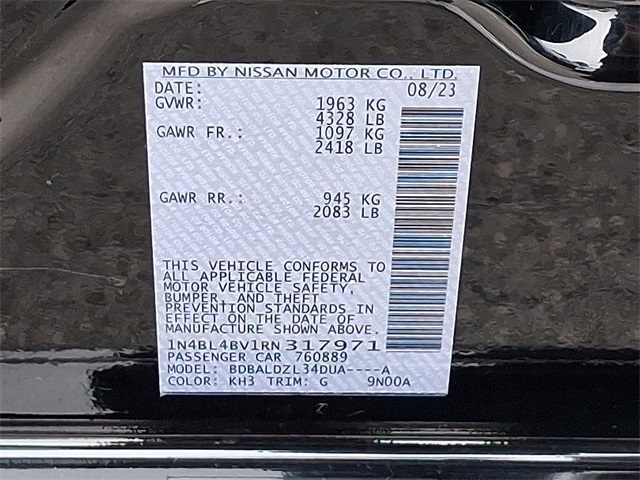 MFD BY NISSAN MOTOR CO., LTD.
DATE: 08/23
GVWR: 1963 KG
4328 LB
GAWR FR.: 1097 KG
2418 LB
GAWR RR.: 945 KG
2083 LB
THIS VEHICLE CONFORMS TO
ALL APPLICABLE FEDERAL
MOTOR VEHICLE SAFETY,
BUMPER, AND THEFT
PREVENTION STANDARDS IN
EFFECT ON THE DATE OF
MANUFACTURE SHOWN ABOVE.
1N4BL4BV1RN317971
PASSENGER CAR 760889
MODEL: BDBALDZL34DUA----A
COLOR: KH3 TRIM: G 9N00A